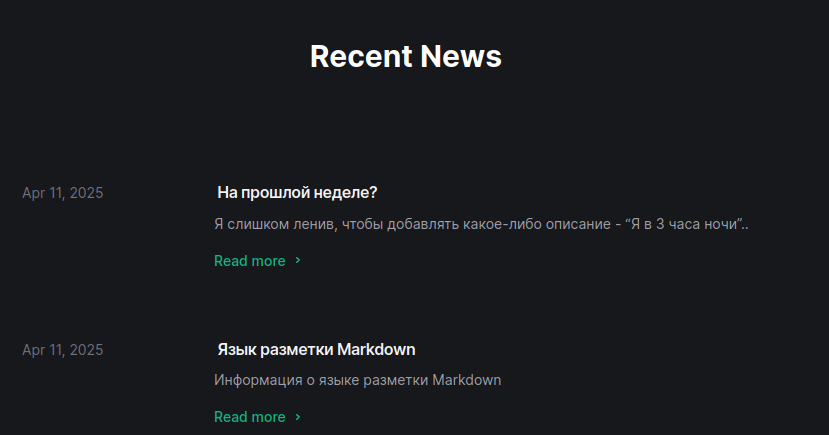 Recent News
Apr 11, 2025
На прошлой неделе?
Я слишком ленив, чтобы добавлять какое-либо описание - “Я в 3 часа ночи”..
Read more ›
Apr 11, 2025
Язык разметки Markdown
Информация о языке разметки Markdown
Read more ›